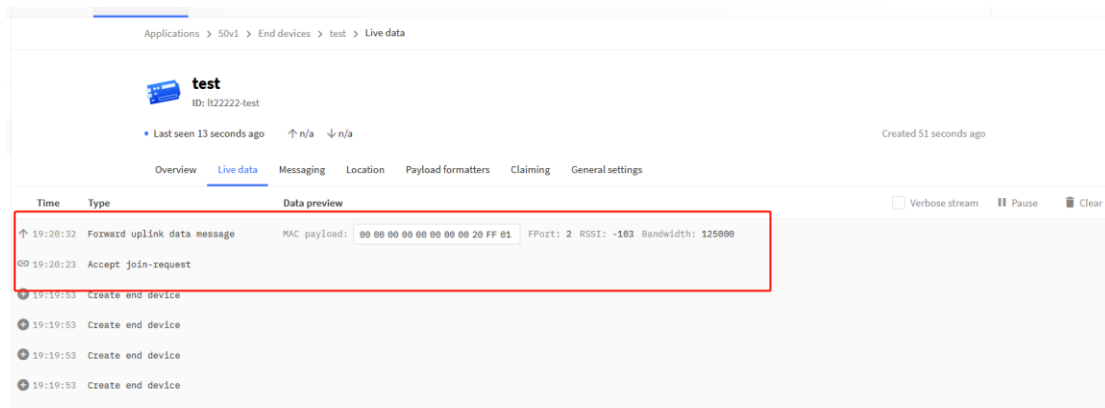 Applications > 50v1 > End devices > test > Live data
test
ID: lt22222-test
• Last seen 13 seconds ago ↑ n/a ↓ n/a Created 51 seconds ago
Overview Live data Messaging Location Payload formatters Claiming General settings
Time Type Data preview Verbose stream Pause Clear
↑ 19:20:32 Forward uplink data message MAC payload: 00 00 00 00 00 00 00 00 20 FF 01 FPort: 2 RSSI: -103 Bandwidth: 125000
19:20:23 Accept join-request
19:19:53 Create end device
19:19:53 Create end device
19:19:53 Create end device
19:19:53 Create end device